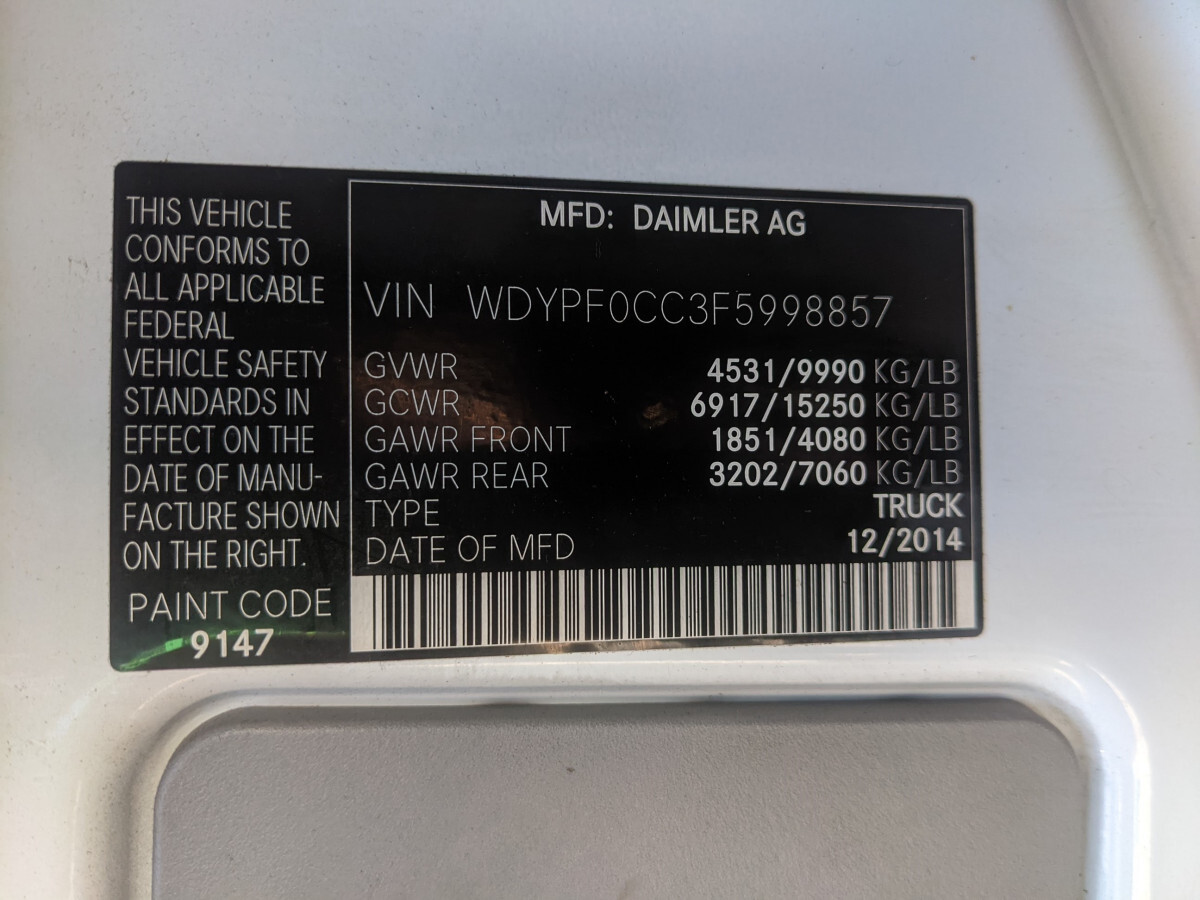 THIS VEHICLE
CONFORMS TO
ALL APPLICABLE
FEDERAL
VEHICLE SAFETY
STANDARDS IN
EFFECT ON THE
DATE OF MANU-
FACTURE SHOWN
ON THE RIGHT.
PAINT CODE
9147
MFD: DAIMLER AG
VIN WDYPF0CC3F5998857
GVWR 4531/9990 KG/LB
GCWR 6917/15250 KG/LB
GAWR FRONT 1851/4080 KG/LB
GAWR REAR 3202/7060 KG/LB
TYPE TRUCK
DATE OF MFD 12/2014